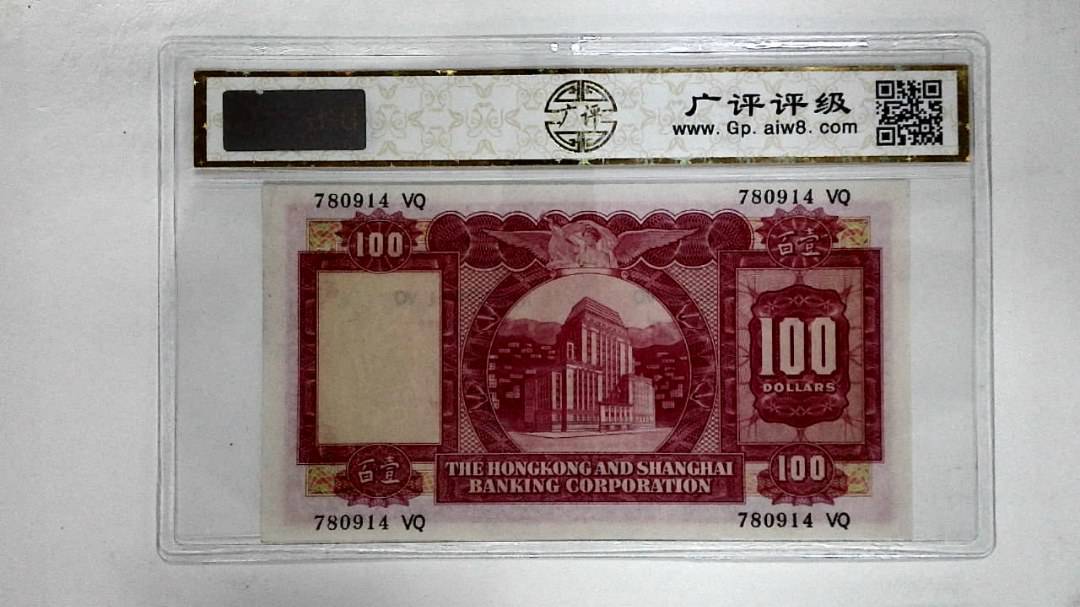 广评
广评评级
www. Gp. aiw8. com
780914 VQ
780914 VQ
100
百壹
100
DOLLARS
百壹
THE HONGKONG AND SHANGHAI
BANKING CORPORATION
100
780914 VQ
780914 VQ